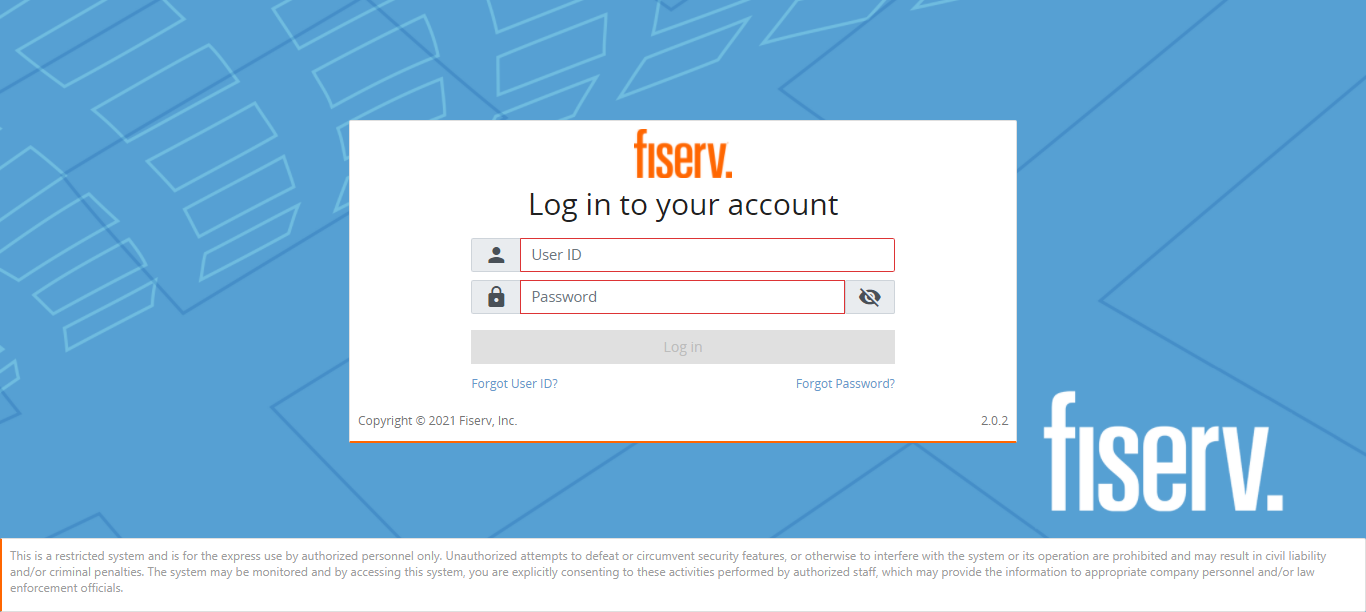 fiserv.
Log in to your account
User ID
Password
Log in
Forgot User ID? Forgot Password?
Copyright © 2021 Fiserv, Inc. 2.0.2
fiserv.
This is a restricted system and is for the express use by authorized personnel only. Unauthorized attempts to defeat or circumvent security features, or otherwise to interfere with the system or its operation are prohibited and may result in civil liability
and/or criminal penalties. The system may be monitored and by accessing this system, you are explicitly consenting to these activities performed by authorized staff, which may provide the information to appropriate company personnel and/or law
enforcement officials.